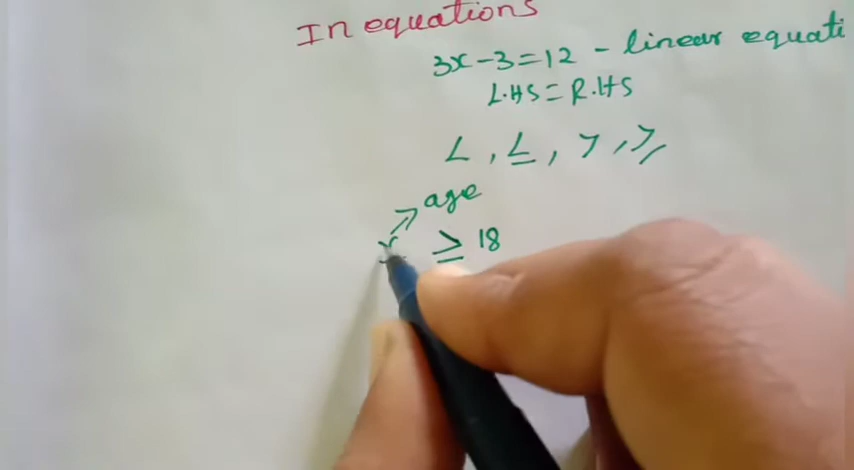 In equations
3x-3=12 - linear equati
L.HS=R.HS
<, ≤, >, ≥
age
x ≥ 18